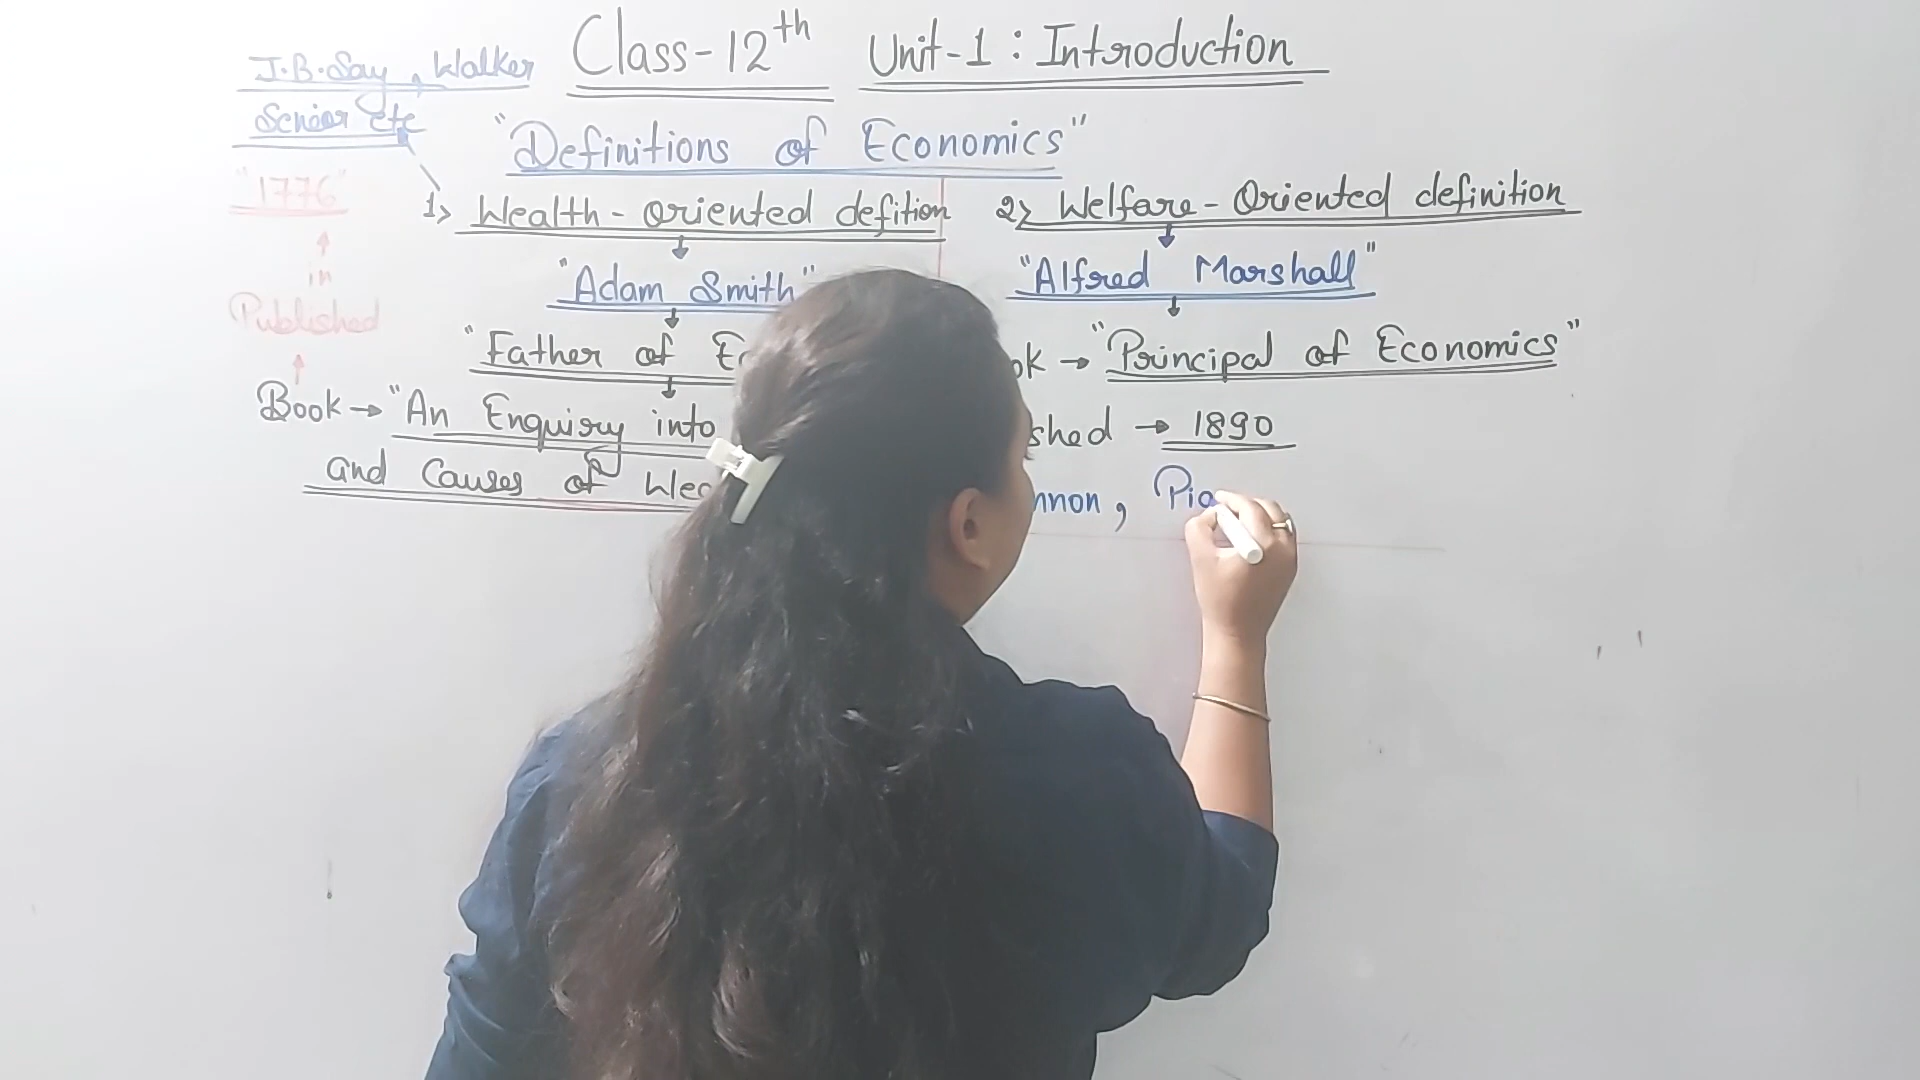 Class-12th Unit-1 : Introduction
J.B.Say, Walker
Senior etc
"Definitions of Economics"
1> Wealth-oriented defition
2> Welfare-Oriented definition
"1776"
in
Published
"Adam Smith"
"Father of
Book → "An Enquiry into
and Causes of
"Alfred Marshall"
→ "Principal of Economics"
→ 1890